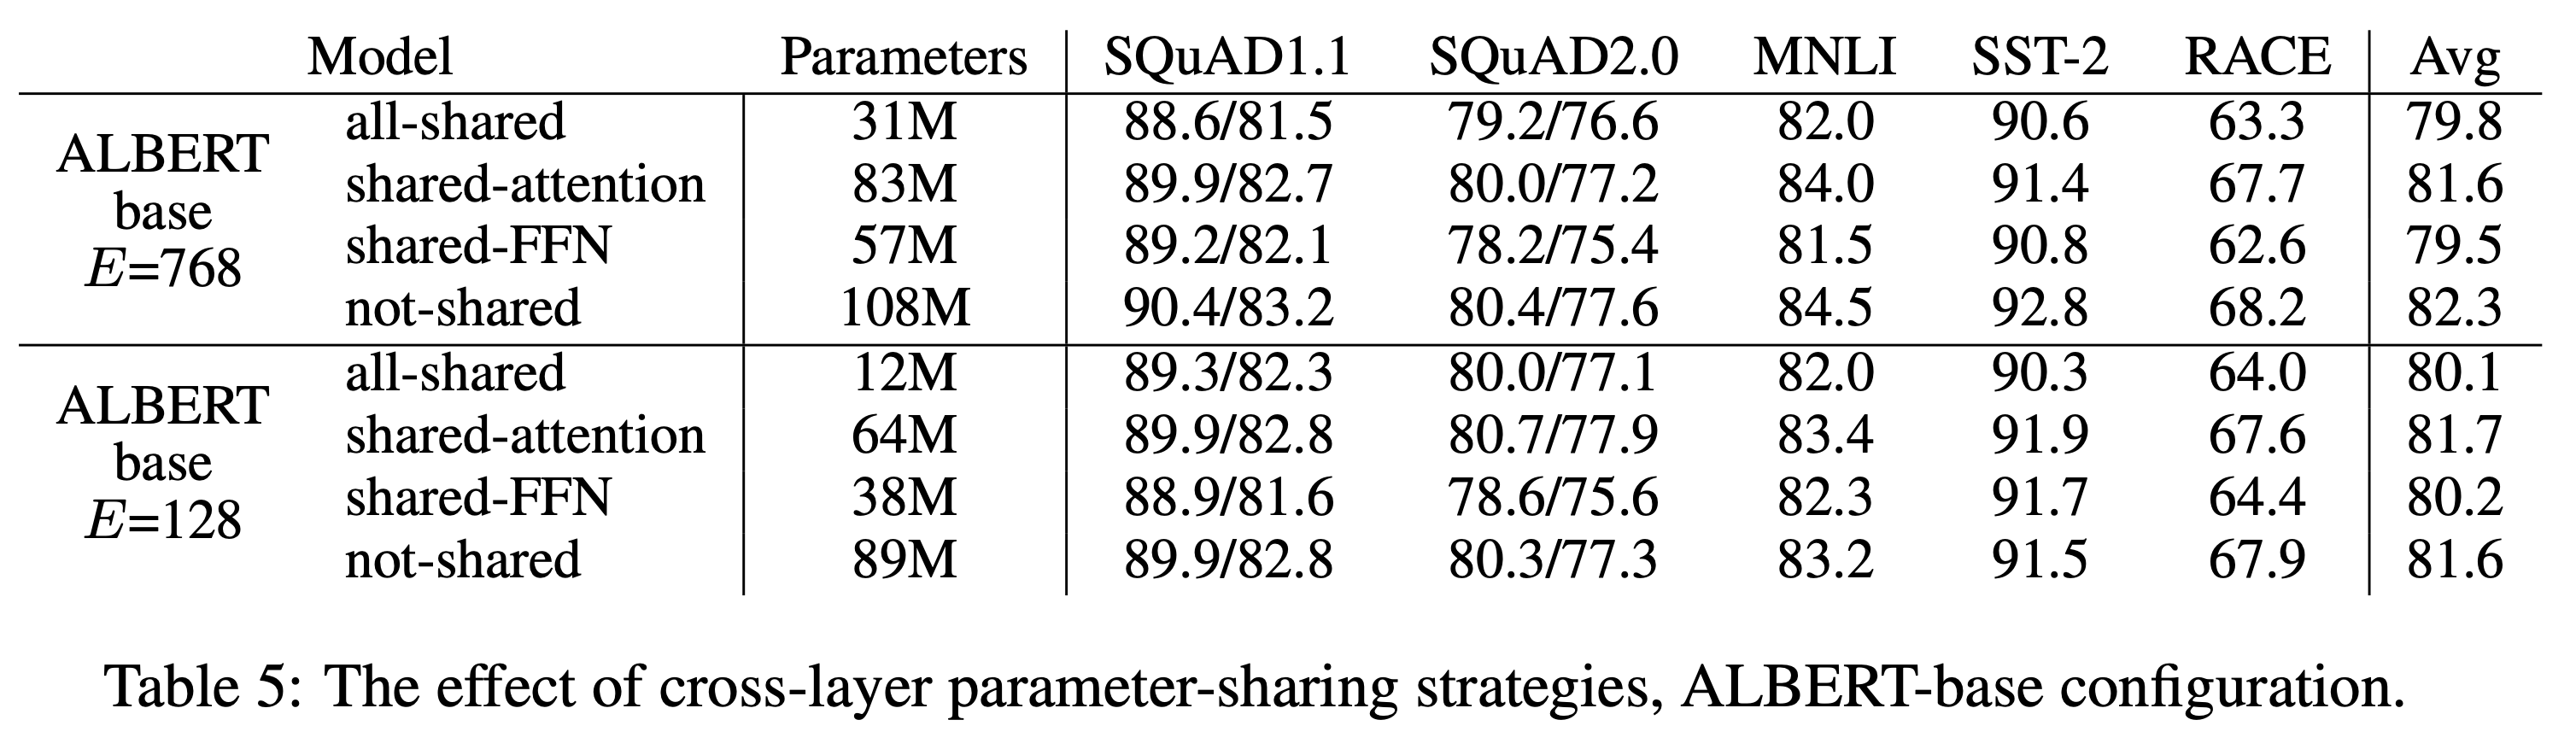 Model Parameters SQuAD1.1 SQuAD2.0 MNLI SST-2 RACE Avg
ALBERT base E=768
all-shared 31M 88.6/81.5 79.2/76.6 82.0 90.6 63.3 79.8
shared-attention 83M 89.9/82.7 80.0/77.2 84.0 91.4 67.7 81.6
shared-FFN 57M 89.2/82.1 78.2/75.4 81.5 90.8 62.6 79.5
not-shared 108M 90.4/83.2 80.4/77.6 84.5 92.8 68.2 82.3
ALBERT base E=128
all-shared 12M 89.3/82.3 80.0/77.1 82.0 90.3 64.0 80.1
shared-attention 64M 89.9/82.8 80.7/77.9 83.4 91.9 67.6 81.7
shared-FFN 38M 88.9/81.6 78.6/75.6 82.3 91.7 64.4 80.2
not-shared 89M 89.9/82.8 80.3/77.3 83.2 91.5 67.9 81.6
Table 5: The effect of cross-layer parameter-sharing strategies, ALBERT-base configuration.